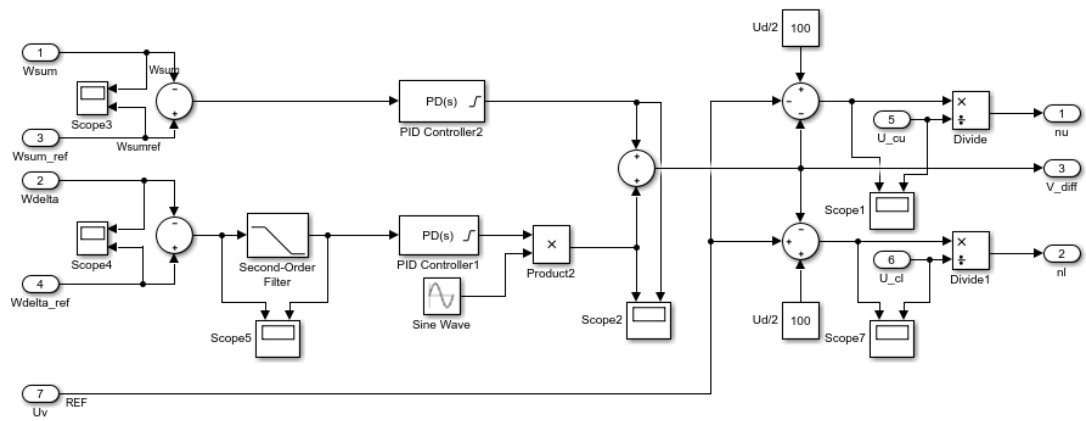 Ud/2
100
1
Wsum
Wsum
Scope3
PD(s)
PID Controller2
3
Wsum_ref
Wsumref
5
U_cu
×
÷
Divide
1
nu
2
Wdelta
3
V_diff
Scope1
Scope4
Second-Order
Filter
PD(s)
PID Controller1
×
Product2
4
Wdelta_ref
6
U_cl
×
÷
Divide1
2
nl
Sine Wave
Scope5
Scope2
Ud/2
100
Scope7
7
Uv
REF
− +
− +
+ +
+ − −
− + +